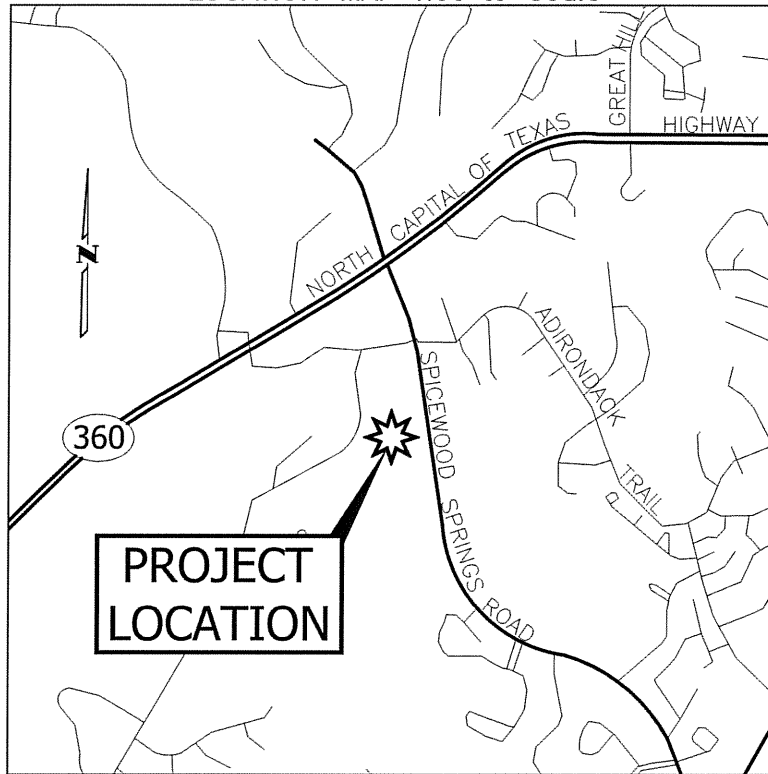 GREAT HILL
HIGHWAY
NORTH CAPITAL OF TEXAS
N
ADIRONDACK
TRAIL
SPICEWOOD SPRINGS ROAD
360
PROJECT
LOCATION